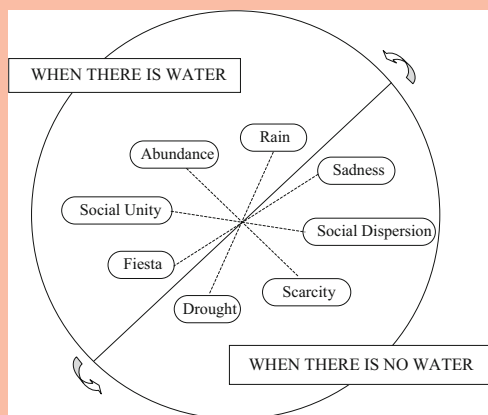 WHEN THERE IS WATER
Rain
Abundance
Sadness
Social Unity
Social Dispersion
Fiesta
Scarcity
Drought
WHEN THERE IS NO WATER